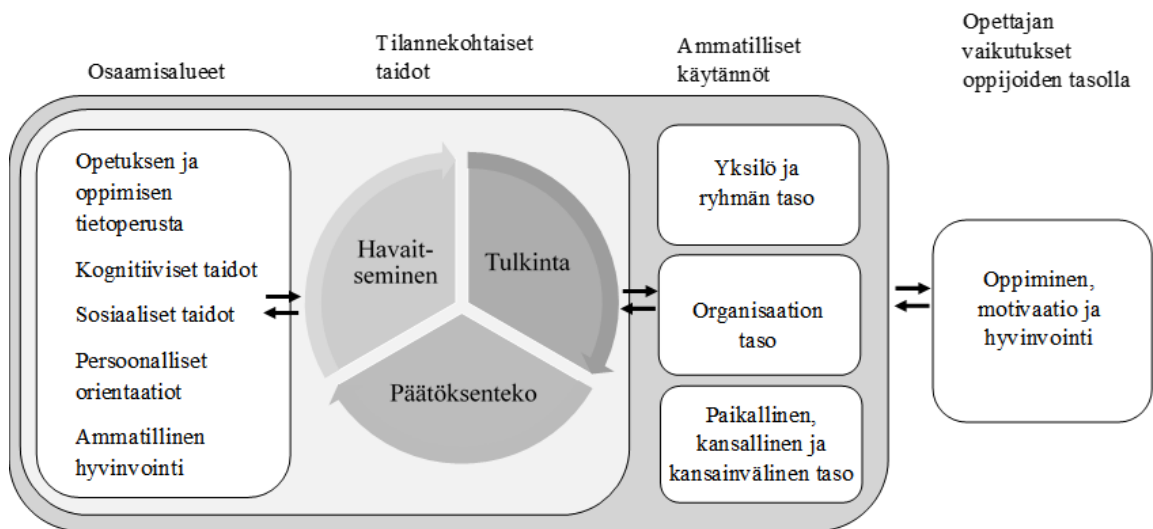 Osaamisalueet
Tilannekohtaiset
taidot
Ammatilliset
käytännöt
Opettajan
vaikutukset
oppijoiden tasolla
Opetuksen ja
oppimisen
tietoperusta
Kognitiiviset taidot
Sosiaaliset taidot
Persoonalliset
orientaatiot
Ammatillinen
hyvinvointi
Havait-
seminen
Tulkinta
Päätöksenteko
Yksilö ja
ryhmän taso
Organisaation
taso
Paikallinen,
kansallinen ja
kansainvälinen taso
Oppiminen,
motivaatio ja
hyvinvointi